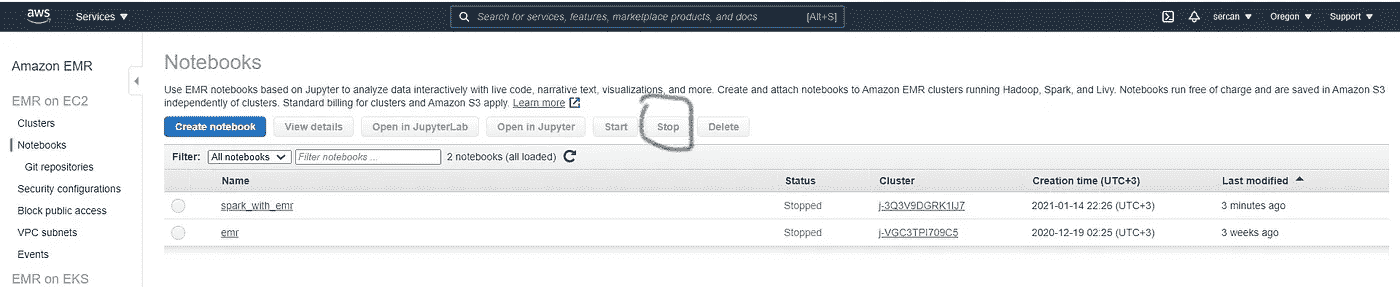 aws Services ▼ Search for services, features, marketplace products, and docs [Alt+S] sercan ▼ Oregon ▼ Support ▼
Amazon EMR
EMR on EC2
Clusters
Notebooks
Git repositories
Security configurations
Block public access
VPC subnets
Events
EMR on EKS
Notebooks
Use EMR notebooks based on Jupyter to analyze data interactively with live code, narrative text, visualizations, and more. Create and attach notebooks to Amazon EMR clusters running Hadoop, Spark, and Livy. Notebooks run free of charge and are saved in Amazon S3
independently of clusters. Standard billing for clusters and Amazon S3 apply. Learn more
Create notebook View details Open in JupyterLab Open in Jupyter Start Stop Delete
Filter: All notebooks Filter notebooks ... 2 notebooks (all loaded)
Name Status Cluster Creation time (UTC+3) Last modified
spark_with_emr Stopped j-3Q3V9DGRK1IJ7 2021-01-14 22:26 (UTC+3) 3 minutes ago
emr Stopped j-VGC3TPI709C5 2020-12-19 02:25 (UTC+3) 3 weeks ago